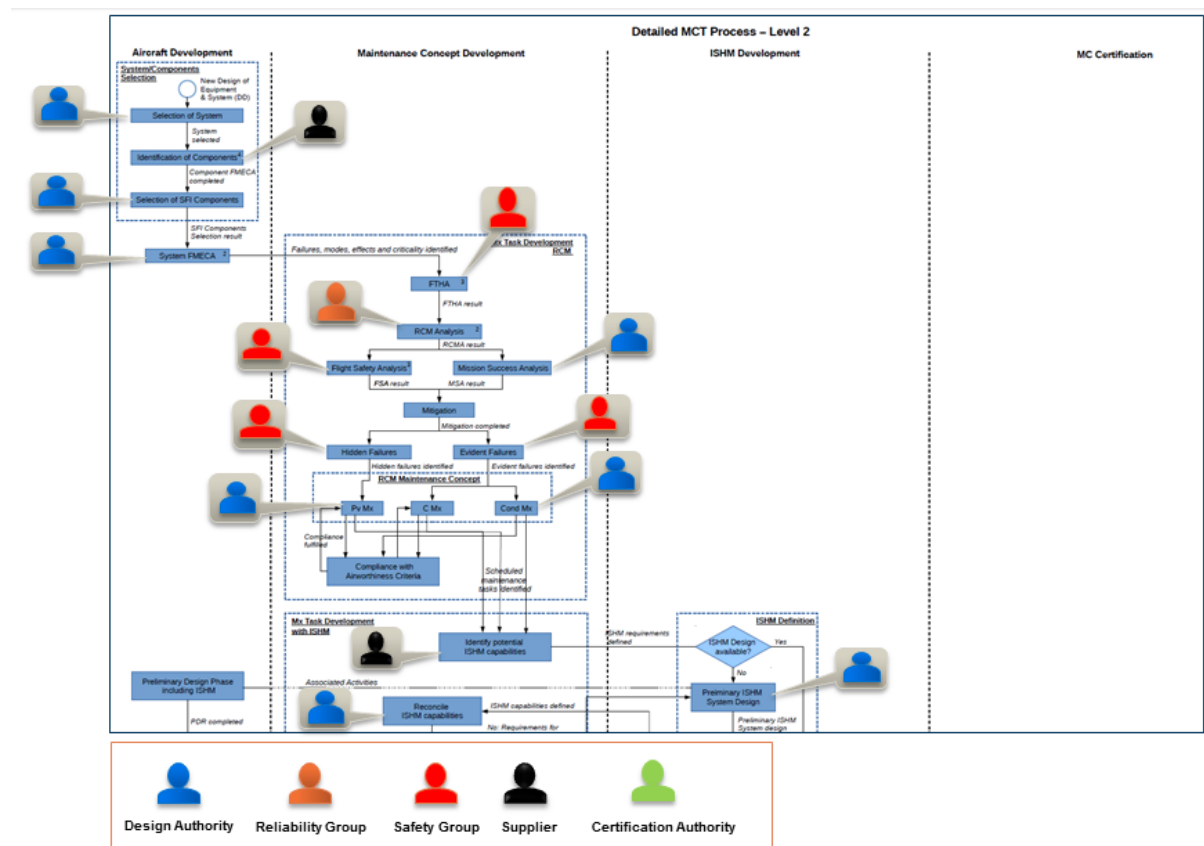 Detailed MCT Process – Level 2
Aircraft Development
Maintenance Concept Development
ISHM Development
MC Certification
System/Components
Selection
New Design of
Equipment
& System (DD)
Selection of System
System
selected
Identification of Components
Component FMECA
completed
Selection of SFI Components
SFI Components
Selection result
System FMECA 2
Failures, modes, effects and criticality identified
Mx Task Development
RCM
FTHA
FTHA result
RCM Analysis
RCMA result
Flight Safety Analysis
Mission Success Analysis
FSA result
MSA result
Mitigation
Mitigation completed
Hidden Failures
Evident Failures
Hidden failures identified
Evident failures identified
RCM Maintenance Concept
Pv Mx
C Mx
Cond Mx
Compliance
fulfilled
Compliance with
Airworthiness Criteria
Scheduled
maintenance
tasks identified
Mx Task Development
with ISHM
Identify potential
ISHM capabilities
ISHM requirements
defined
ISHM Definition
ISHM Design
available?
Yes
No
Preliminary Design Phase
including ISHM
Associated Activities
Preiminary ISHM
System Design
PDR completed
Reconcile
ISHM capabilities
ISHM capabilities defined
No: Requirements for
Preliminary ISHM
System design
Design Authority
Reliability Group
Safety Group
Supplier
Certification Authority